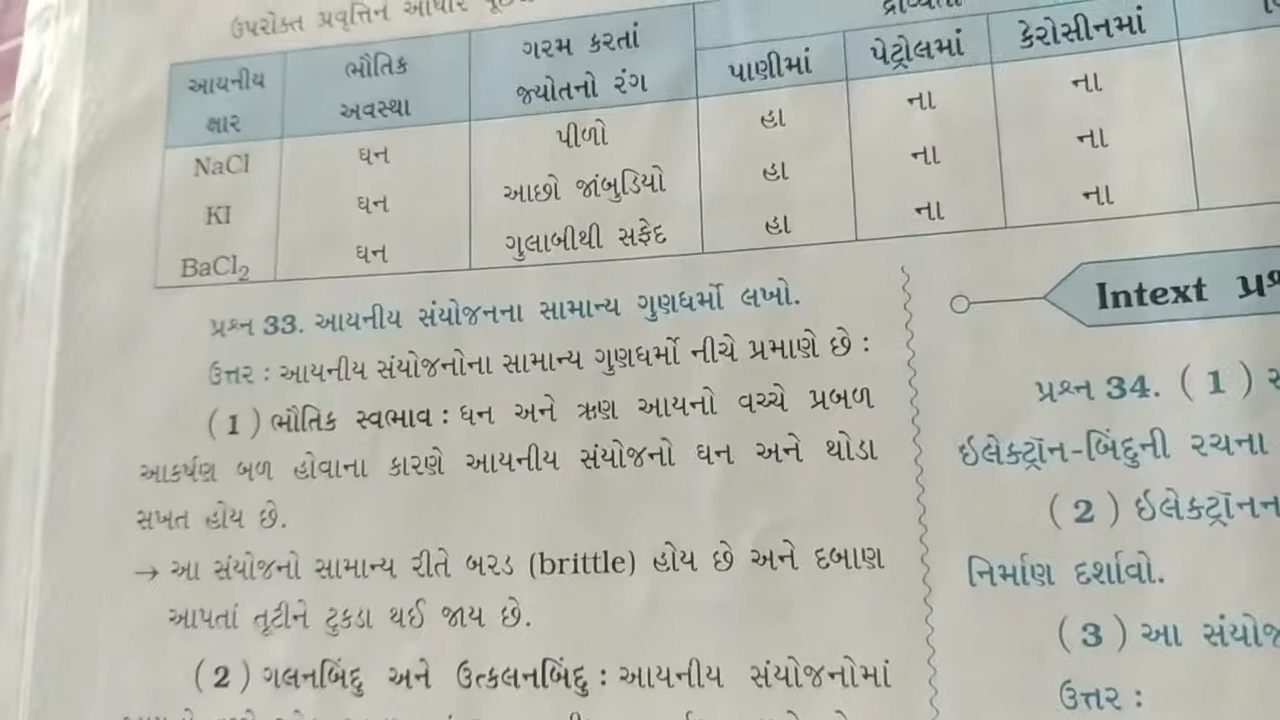 ઉપરોક્ત પ્રવૃત્તિન આધાર
આયનીય ક્ષાર | ભૌતિક અવસ્થા | ગરમ કરતાં જ્યોતનો રંગ | પાણીમાં | પેટ્રોલમાં | કેરોસીનમાં
NaCl | ઘન | પીળો | હા | ના | ના
KI | ઘન | આછો જાંબુડિયો | હા | ના | ના
BaCl₂ | ઘન | ગુલાબીથી સફેદ | હા | ના | ના
પ્રશ્ન 33. આયનીય સંયોજનના સામાન્ય ગુણધર્મો લખો.
ઉત્તર : આયનીય સંયોજનોના સામાન્ય ગુણધર્મો નીચે પ્રમાણે છે :
( 1 ) ભૌતિક સ્વભાવ : ધન અને ઋણ આયનો વચ્ચે પ્રબળ
આકર્ષણ બળ હોવાના કારણે આયનીય સંયોજનો ઘન અને થોડા
સખત હોય છે.
→ આ સંયોજનો સામાન્ય રીતે બરડ (brittle) હોય છે અને દબાણ
આપતાં તૂટીને ટુકડા થઈ જાય છે.
( 2 ) ગલનબિંદુ અને ઉત્કલનબિંદુ : આયનીય સંયોજનોમાં
Intext
પ્રશ્ન 34. ( 1 )
ઇલેક્ટ્રૉન-બિંદુની રચના
( 2 ) ઇલેક્ટ્રૉનન
નિર્માણ દર્શાવો.
( 3 ) આ
ઉત્તર :